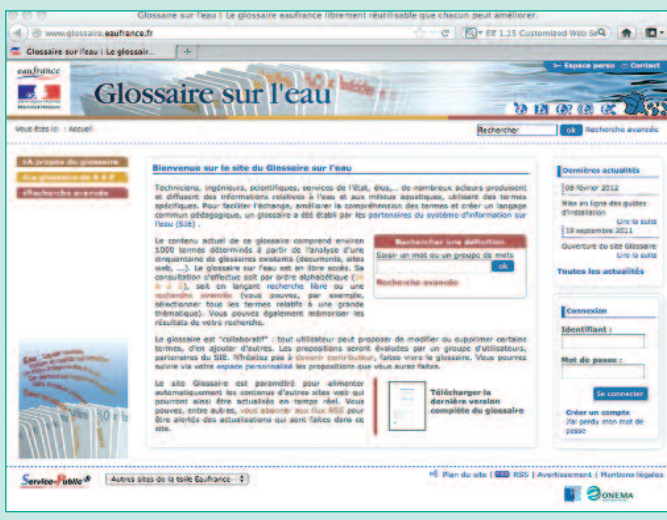 Glossaire sur l'eau | Le glossaire eaufrance librement réutilisable que chacun peut améliorer.
www.glossaire.eaufrance.fr
Elf 1.15 Customized Web Se
Glossaire sur l'eau | Le glossair...
+
Espace perso Contact
eaufrance
Glossaire sur l'eau
Vous êtes ici : Accueil
Rechercher
ok
Recherche avancée
A propos du glossaire
Le glossaire de A à Z
Recherche avancée
Bienvenue sur le site du Glossaire sur l'eau
Techniciens, ingénieurs, scientifiques, services de l'état, élus,... de nombreux acteurs produisent
et diffusent des informations relatives à l'eau et aux milieux aquatiques, utilisant des termes
spécifiques. Pour faciliter l'échange, améliorer la compréhension des termes et créer un langage
commun pédagogique, un glossaire a été établi par les partenaires du système d'information sur
l'eau (SIE) .
Le contenu actuel de ce glossaire comprend environ
1000 termes déterminés à partir de l'analyse d'une
cinquantaine de glossaires existants (documents, sites
web, ...). Le glossaire sur l'eau est en libre accès. Sa
consultation s'effectue soit par ordre alphabétique (de
A à Z), soit en lançant recherche libre ou une
recherche avancée (vous pouvez, par exemple,
sélectionner tous les termes relatifs à une grande
thématique). Vous pouvez également mémoriser les
résultats de votre recherche.
Rechercher une définition
Saisir un mot ou un groupe de mots
ok
Recherche avancée
Le glossaire est "collaboratif" : tout utilisateur peut proposer de modifier ou supprimer certains
termes, d'en ajouter d'autres. Les propositions seront évaluées par un groupe d'utilisateurs,
partenaires du SIE. N'hésitez pas à devenir contributeur, faites vivre le glossaire. Vous pourrez
suivre via votre espace personnalisé les propositions que vous aurez faites.
Le site Glossaire est paramétré pour alimenter
automatiquement les contenus d'autres sites web qui
pourront ainsi être actualisés en temps réel. Vous
pouvez, entre autres, vous abonner aux flux RSS pour
être alertés des actualisations qui sont faites dans ce
site.
Télécharger la
dernière version
complète du glossaire
Dernières actualités
08 février 2012
Mise en ligne des guides
d'installation
Lire la suite
19 septembre 2011
Ouverture du site Glossaire
Lire la suite
Toutes les actualités
Connexion
Identifiant :
Mot de passe :
Se connecter
Créer un compte
J'ai perdu mon mot de
passe
Service-Public
Autres sites de la toile Eaufrance
Plan du site | RSS | Avertissement | Mentions légales
ONEMA